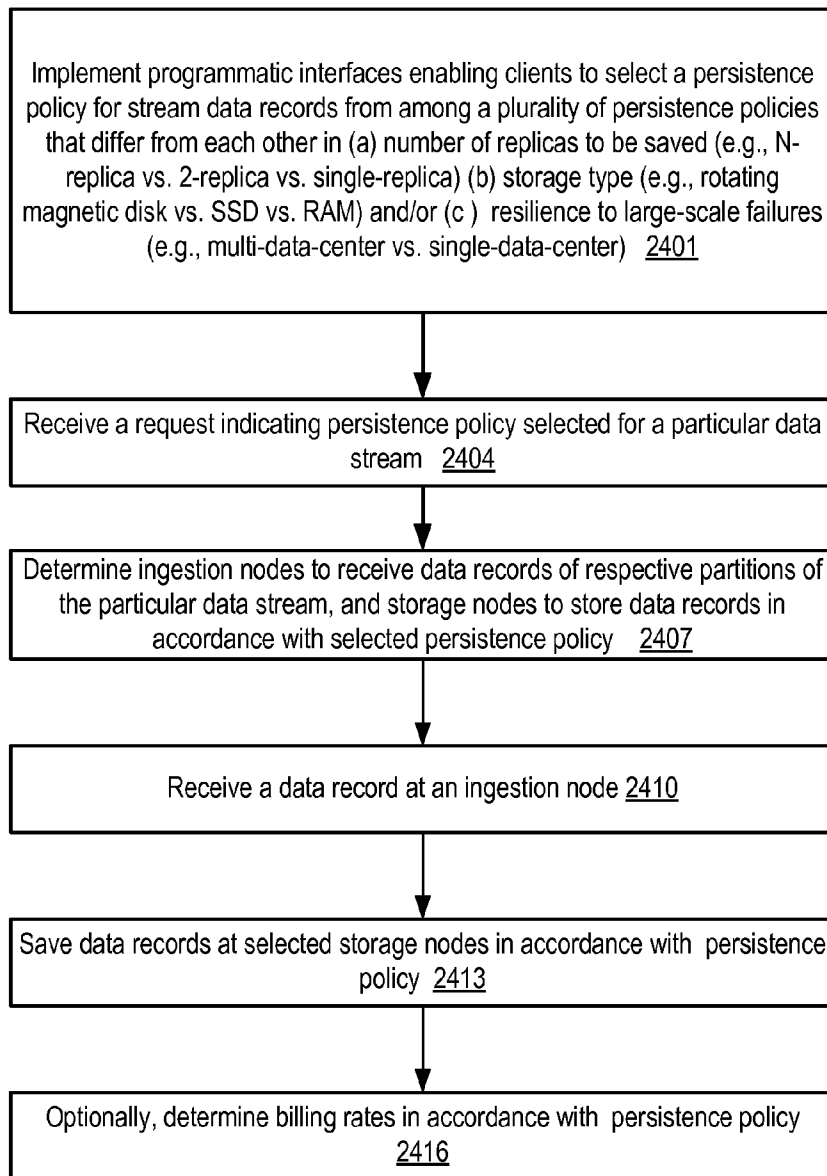 Implement programmatic interfaces enabling clients to select a persistence
policy for stream data records from among a plurality of persistence policies
that differ from each other in (a) number of replicas to be saved (e.g., N-
replica vs. 2-replica vs. single-replica) (b) storage type (e.g., rotating
magnetic disk vs. SSD vs. RAM) and/or (c ) resilience to large-scale failures
(e.g., multi-data-center vs. single-data-center) 2401
Receive a request indicating persistence policy selected for a particular data
stream 2404
Determine ingestion nodes to receive data records of respective partitions of
the particular data stream, and storage nodes to store data records in
accordance with selected persistence policy 2407
Receive a data record at an ingestion node 2410
Save data records at selected storage nodes in accordance with persistence
policy 2413
Optionally, determine billing rates in accordance with persistence policy
2416